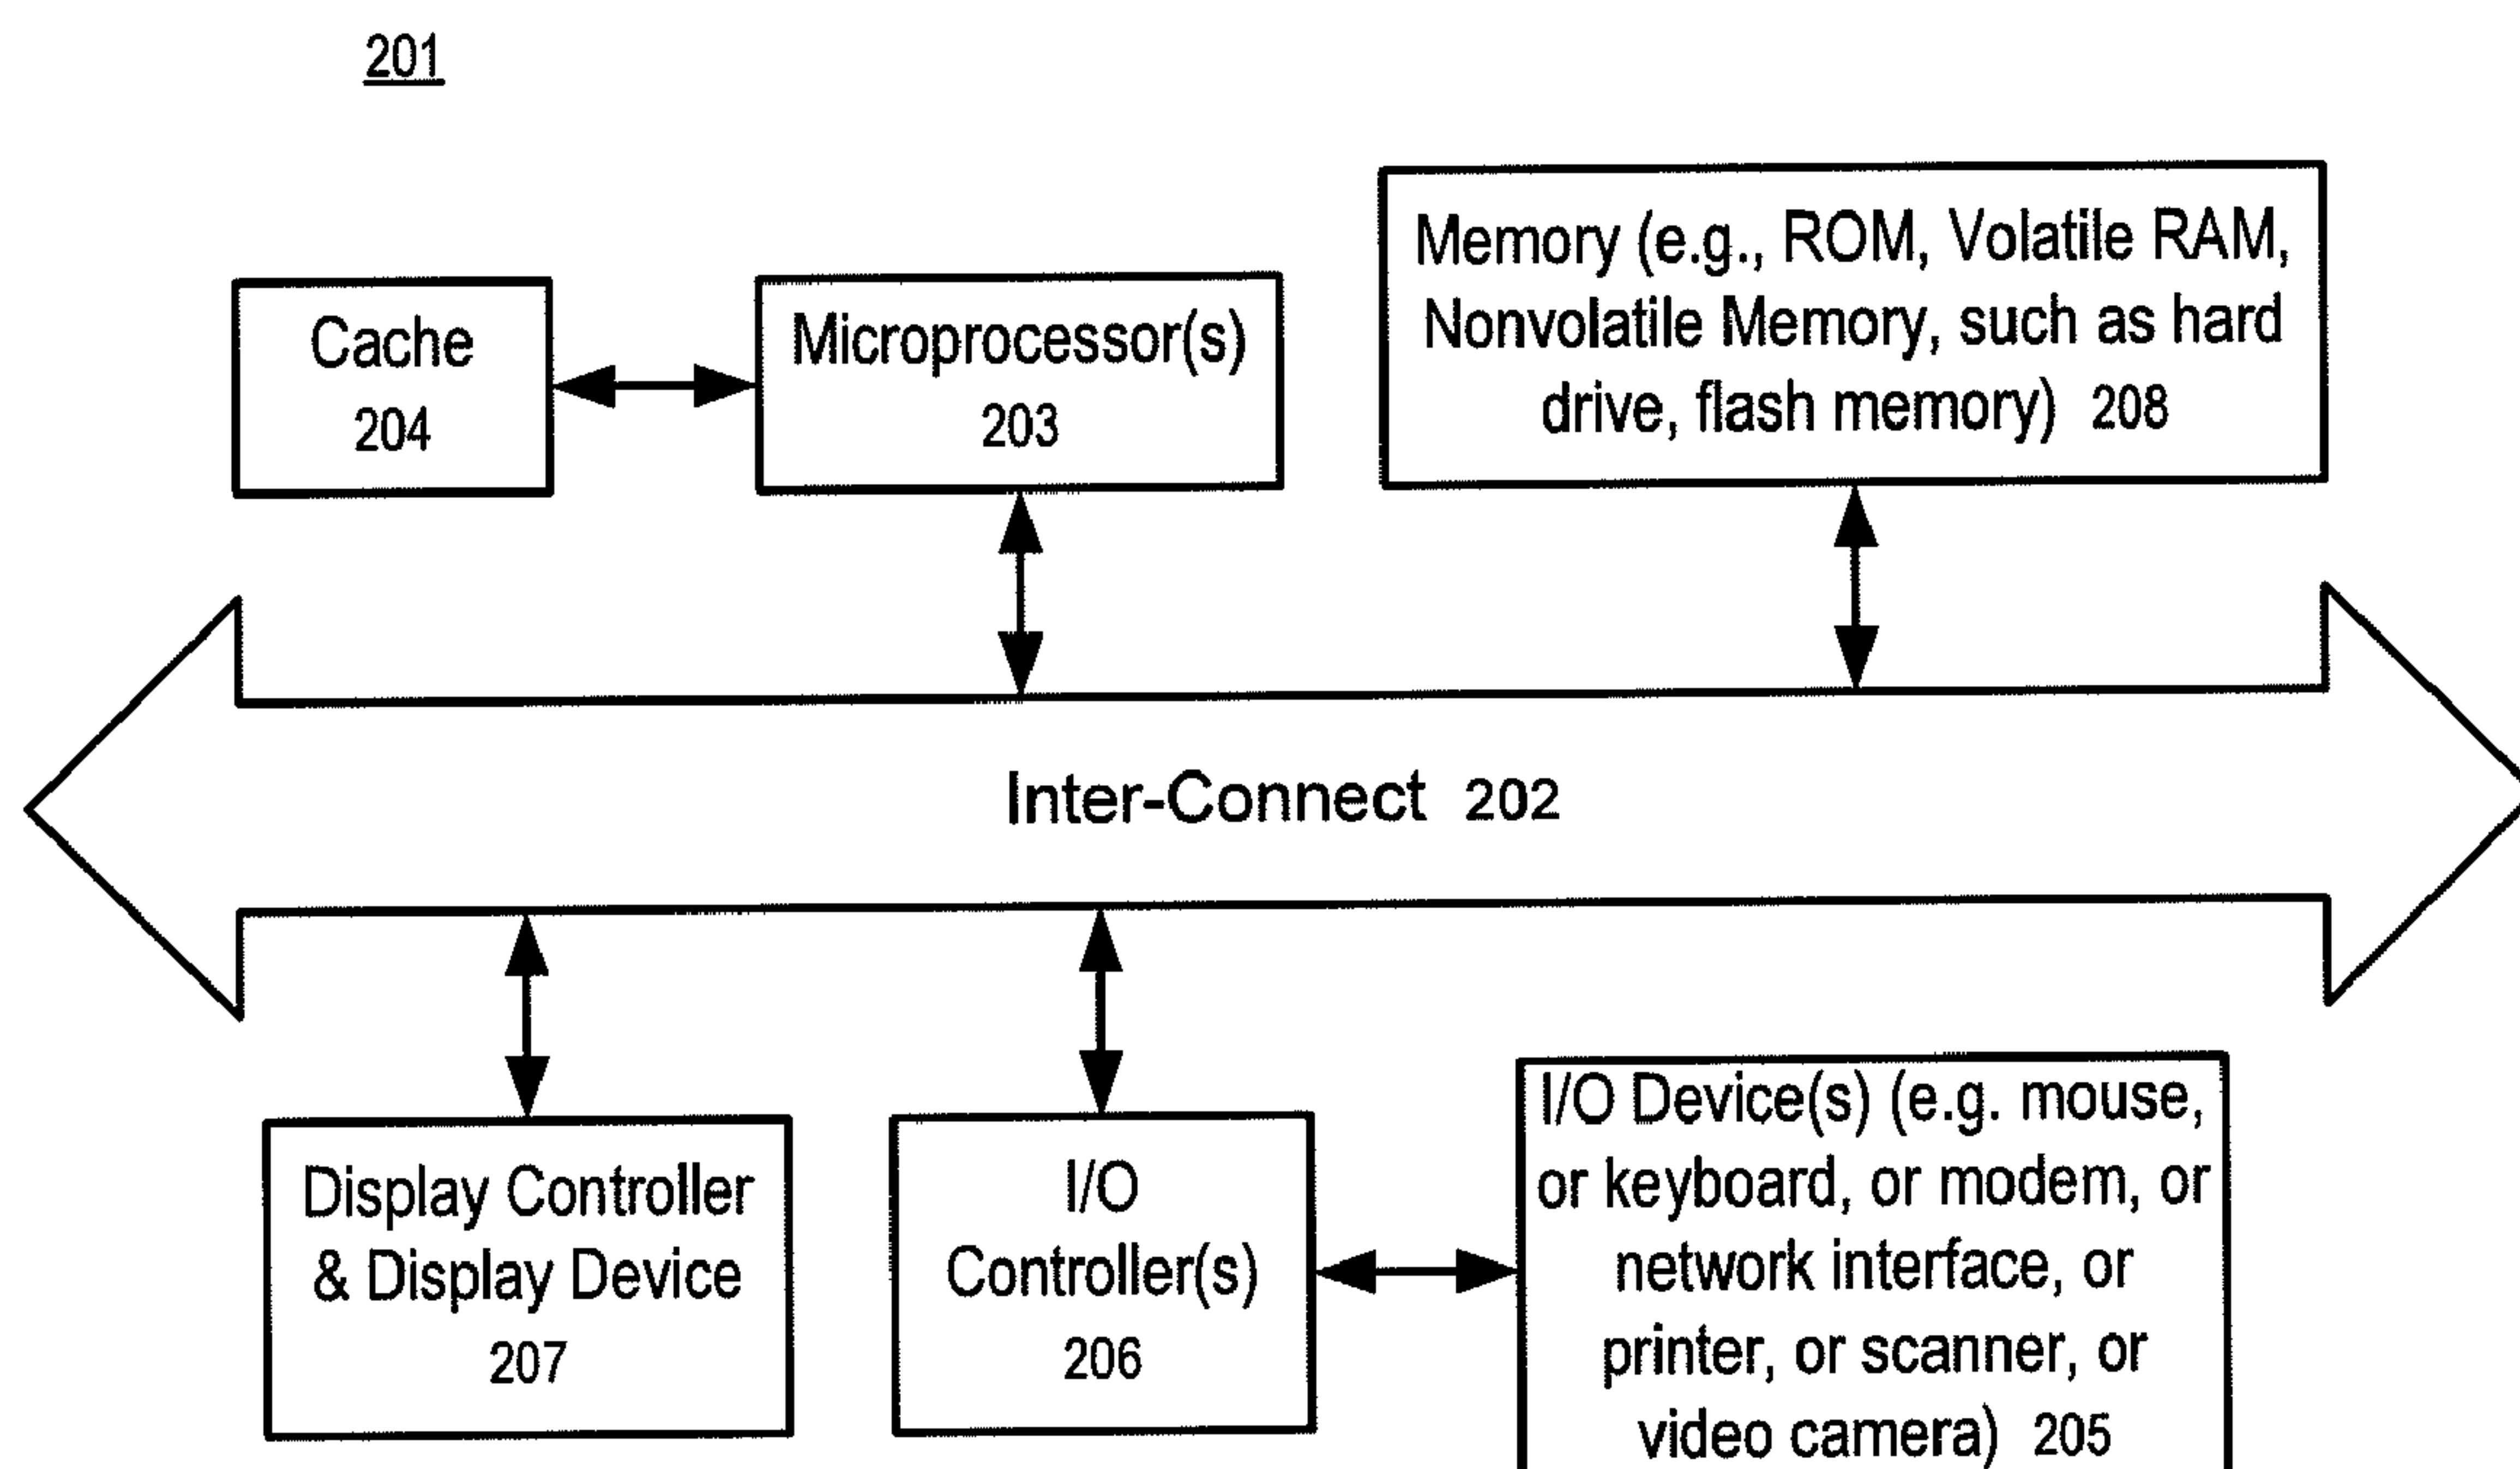 201
Cache
204
Microprocessor(s)
203
Memory (e.g., ROM, Volatile RAM,
Nonvolatile Memory, such as hard
drive, flash memory) 208
Inter-Connect 202
Display Controller
& Display Device
207
I/O
Controller(s)
206
I/O Device(s) (e.g. mouse,
or keyboard, or modem, or
network interface, or
printer, or scanner, or
video camera) 205